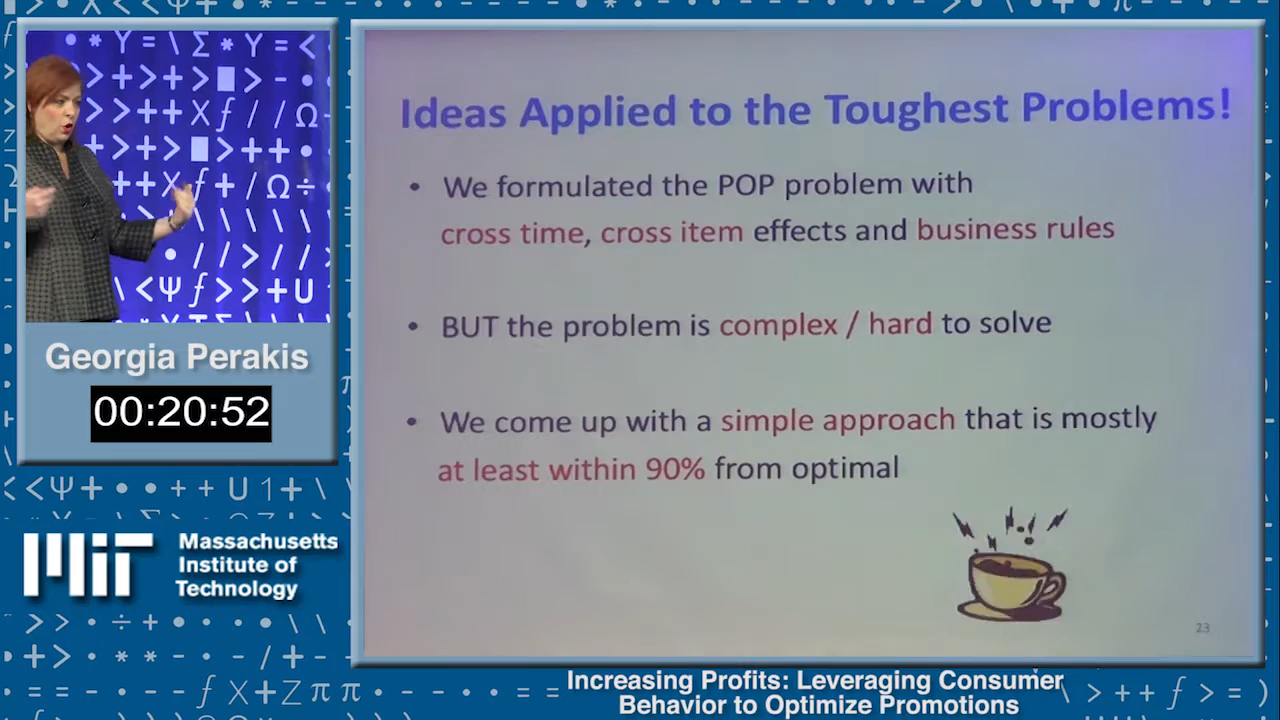 Ideas Applied to the Toughest Problems!
• We formulated the POP problem with
cross time, cross item effects and business rules
• BUT the problem is complex / hard to solve
• We come up with a simple approach that is mostly
at least within 90% from optimal
23
Georgia Perakis
00:20:52
MIT
Massachusetts
Institute of
Technology
Increasing Profits: Leveraging Consumer
Behavior to Optimize Promotions